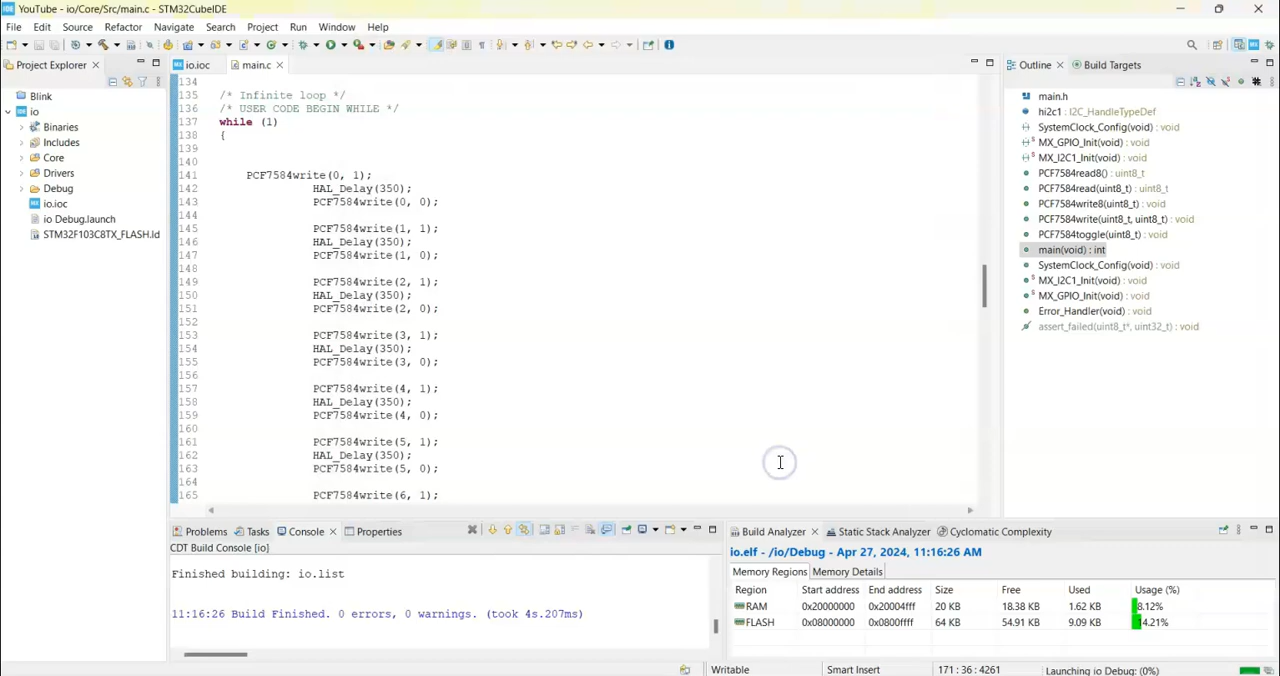 YouTube - io/Core/Src/main.c - STM32CubeIDE
File Edit Source Refactor Navigate Search Project Run Window Help
Project Explorer
Blink
io
Binaries
Includes
Core
Drivers
Debug
io.ioc
io Debug.launch
STM32F103C8TX_FLASH.ld
io.ioc main.c
134
135 /* Infinite loop */
136 /* USER CODE BEGIN WHILE */
137 while (1)
138 {
139
140
141 PCF7584write(0, 1);
142 HAL_Delay(350);
143 PCF7584write(0, 0);
144
145 PCF7584write(1, 1);
146 HAL_Delay(350);
147 PCF7584write(1, 0);
148
149 PCF7584write(2, 1);
150 HAL_Delay(350);
151 PCF7584write(2, 0);
152
153 PCF7584write(3, 1);
154 HAL_Delay(350);
155 PCF7584write(3, 0);
156
157 PCF7584write(4, 1);
158 HAL_Delay(350);
159 PCF7584write(4, 0);
160
161 PCF7584write(5, 1);
162 HAL_Delay(350);
163 PCF7584write(5, 0);
164
165 PCF7584write(6, 1);
Outline Build Targets
main.h
hi2c1 : I2C_HandleTypeDef
SystemClock_Config(void) : void
MX_GPIO_Init(void) : void
MX_I2C1_Init(void) : void
PCF7584read8() : uint8_t
PCF7584read(uint8_t) : uint8_t
PCF7584write8(uint8_t) : void
PCF7584write(uint8_t, uint8_t) : void
PCF7584toggle(uint8_t) : void
main(void) : int
SystemClock_Config(void) : void
MX_I2C1_Init(void) : void
MX_GPIO_Init(void) : void
Error_Handler(void) : void
assert_failed(uint8_t*, uint32_t) : void
Problems Tasks Console Properties
CDT Build Console [io]
Finished building: io.list
11:16:26 Build Finished. 0 errors, 0 warnings. (took 4s.207ms)
Build Analyzer Static Stack Analyzer Cyclomatic Complexity
io.elf - /io/Debug - Apr 27, 2024, 11:16:26 AM
Memory Regions Memory Details
Region Start address End address Size Free Used Usage (%)
RAM 0x20000000 0x20004fff 20 KB 18.38 KB 1.62 KB 8.12%
FLASH 0x08000000 0x0800ffff 64 KB 54.91 KB 9.09 KB 14.21%
Writable Smart Insert 171 : 36 : 4261 Launching io Debug: (0%)